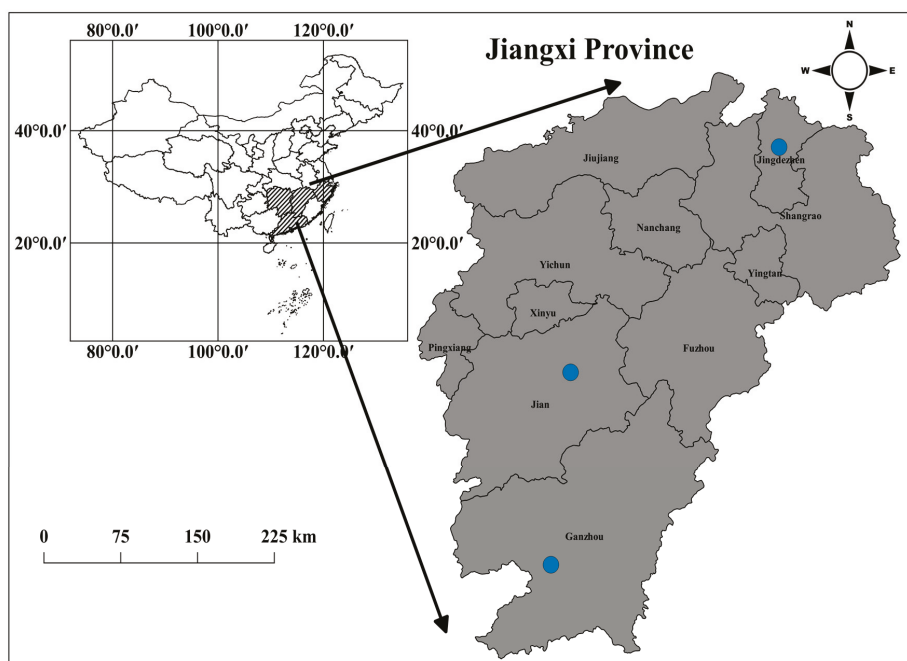 80°0.0′ 100°0.0′ 120°0.0′
Jiangxi Province
N
W E
S
40°0.0′ 40°0.0′
20°0.0′ 20°0.0′
80°0.0′ 100°0.0′ 120°0.0′
Jiujiang
Jingdezhen
Shangrao
Nanchang
Yichun
Yingtan
Xinyu
Pingxiang
Fuzhou
Jian
Ganzhou
0 75 150 225 km